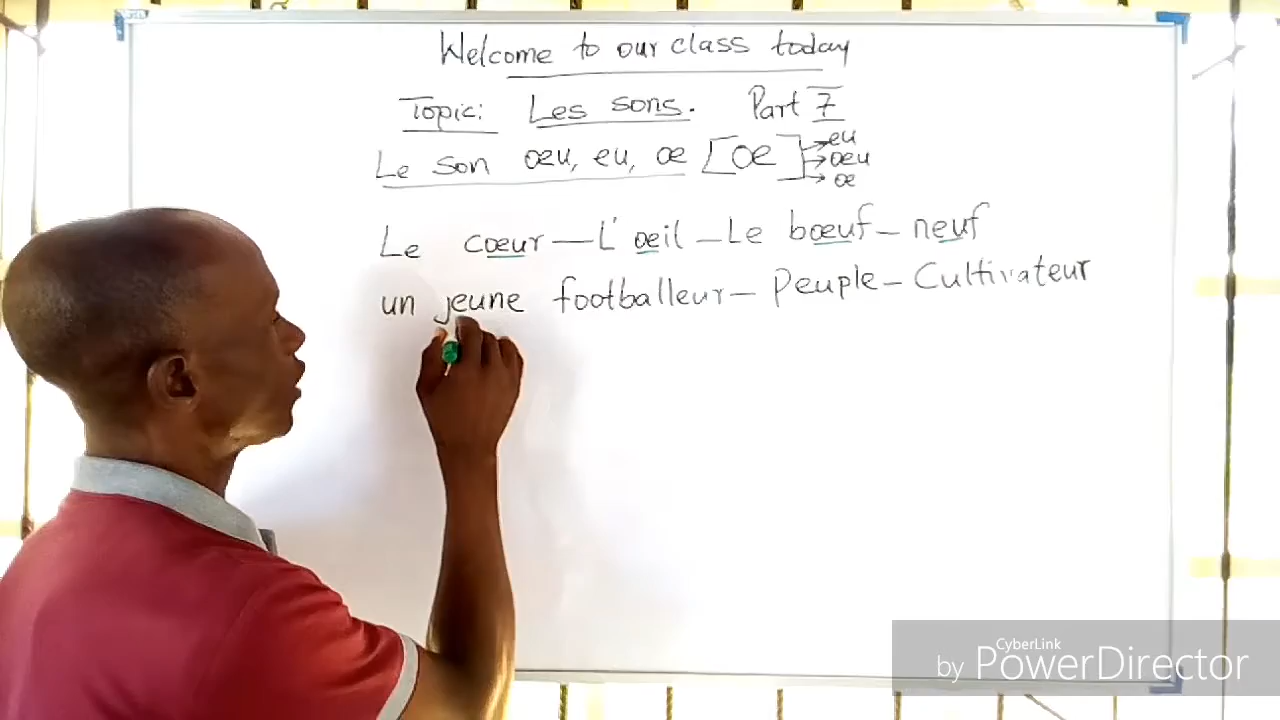 Welcome to our class today
Topic: Les sons. Part 7
Le son œu, eu, œ [œ] → eu
→ œu
→ œ
Le cœur — L'œil – Le bœuf – neuf
un jeune footballeur – Peuple – Cultivateur
CyberLink
by PowerDirector